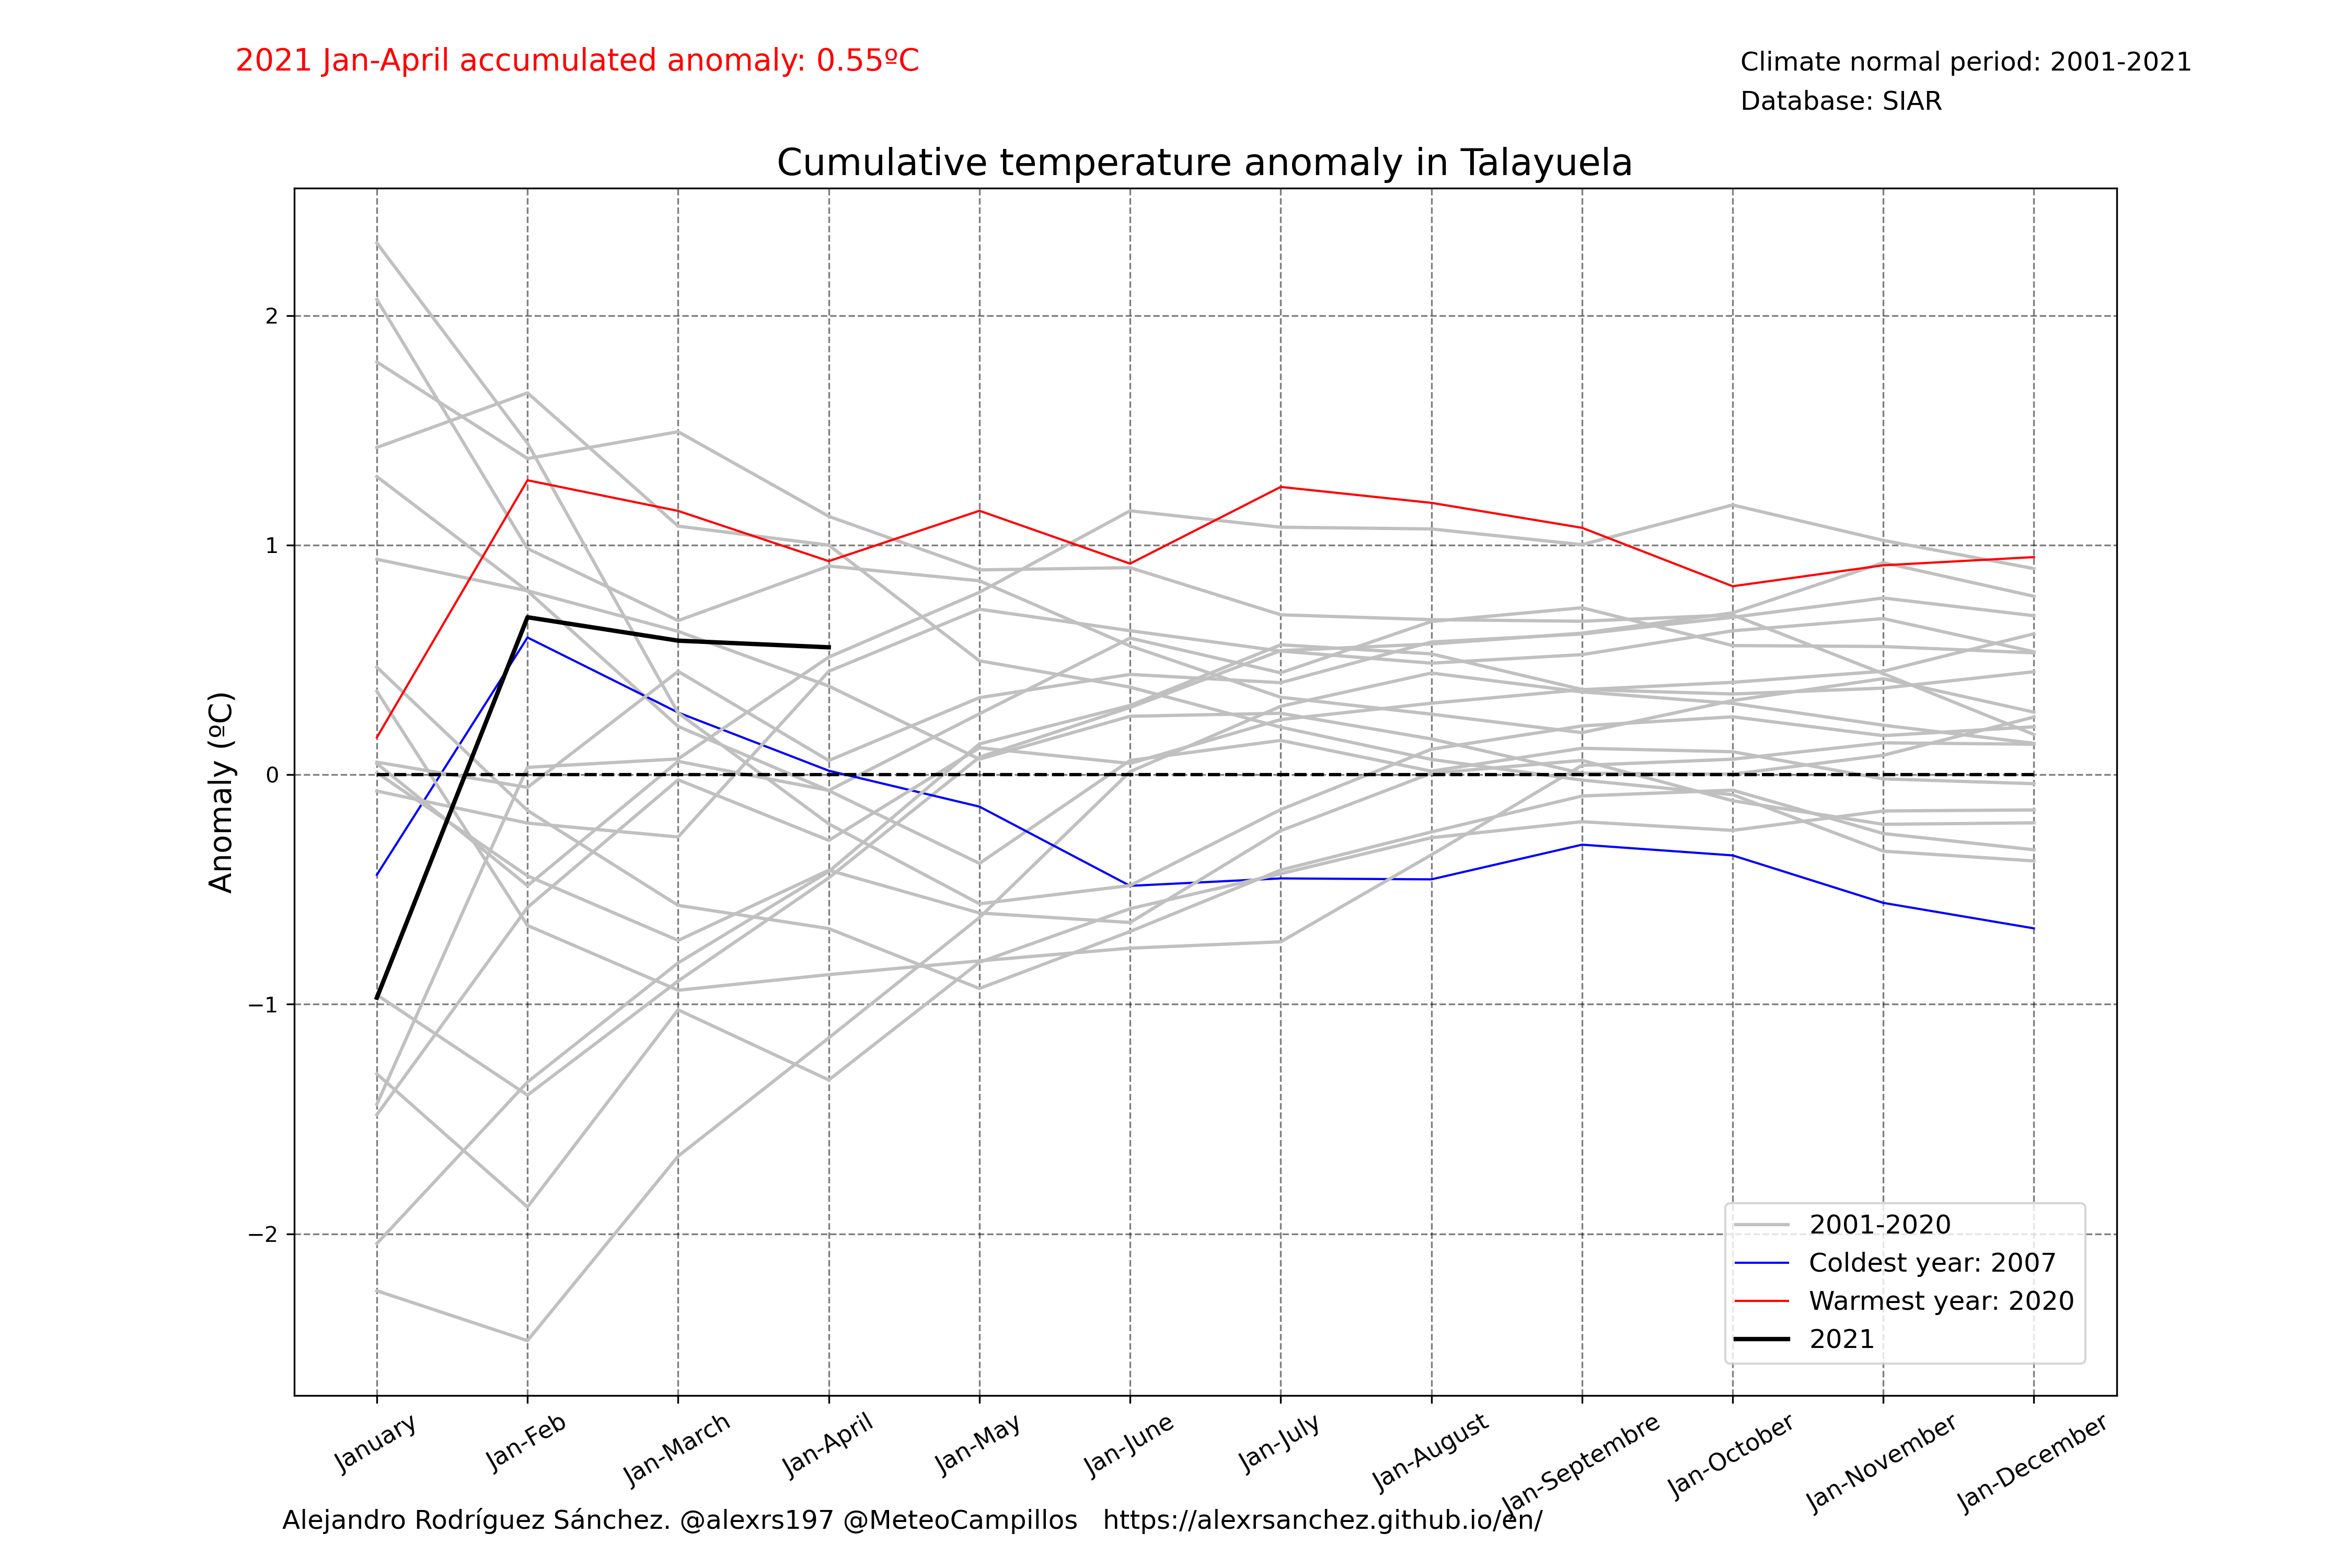 2021 Jan-April accumulated anomaly: 0.55ºC
Climate normal period: 2001-2021
Database: SIAR
Cumulative temperature anomaly in Talayuela
Anomaly (ºC)
2
1
0
−1
−2
2001-2020
Coldest year: 2007
Warmest year: 2020
2021
January
Jan-Feb
Jan-March
Jan-April
Jan-May
Jan-June
Jan-July
Jan-August
Jan-Septembre
Jan-October
Jan-November
Jan-December
Alejandro Rodríguez Sánchez. @alexrs197 @MeteoCampillos https://alexrsanchez.github.io/en/